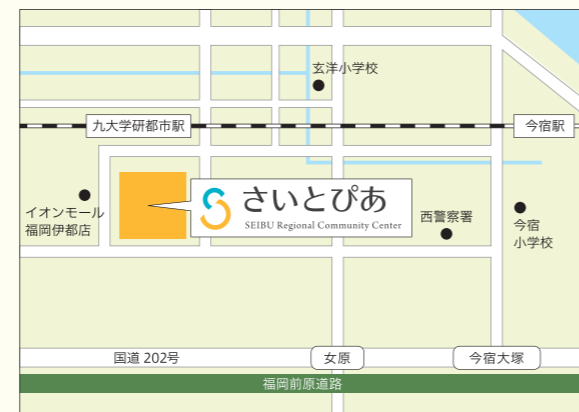 玄洋小学校
九大学研都市駅
今宿駅
イオンモール
福岡伊都店
さいとぴあ
SEIBU Regional Community Center
西警察署
今宿
小学校
国道 202号
女原
今宿大塚
福岡前原道路